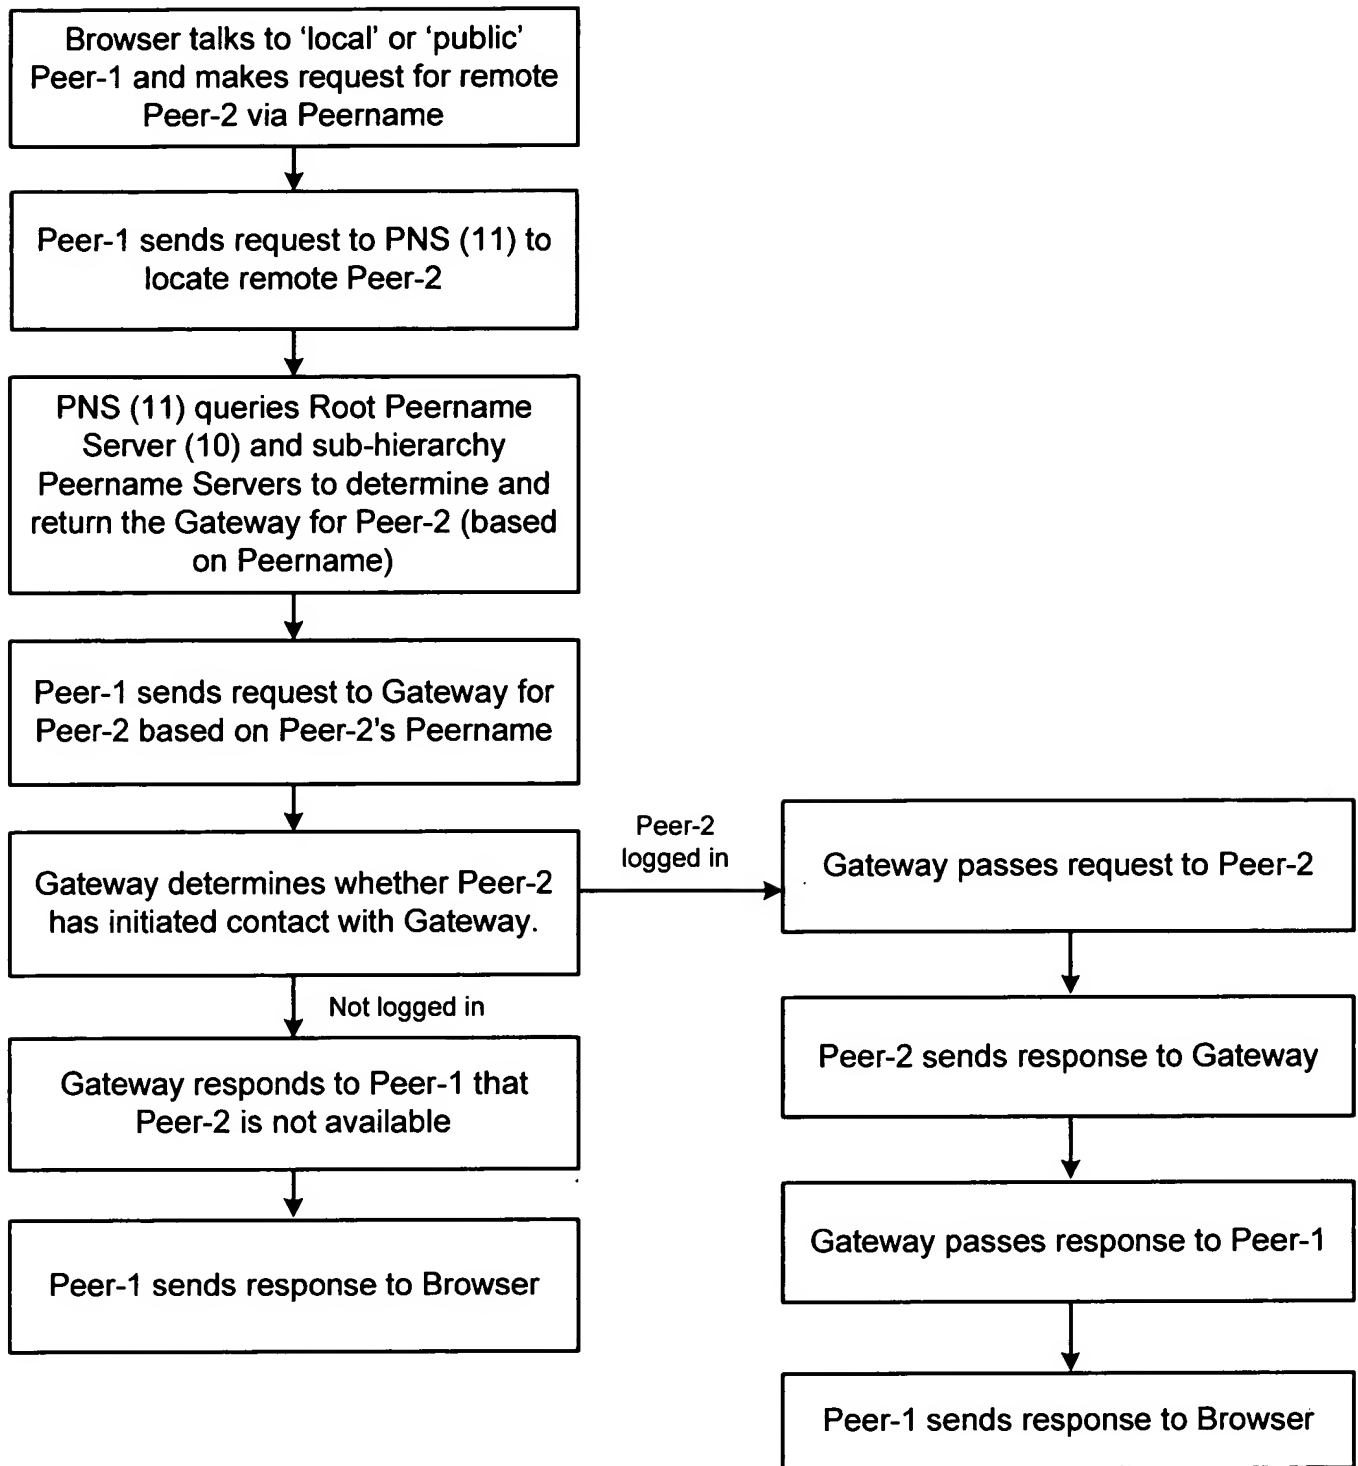 Browser talks to ‘local’ or ‘public’
Peer-1 and makes request for remote
Peer-2 via Peername
Peer-1 sends request to PNS (11) to
locate remote Peer-2
PNS (11) queries Root Peername
Server (10) and sub-hierarchy
Peername Servers to determine and
return the Gateway for Peer-2 (based
on Peername)
Peer-1 sends request to Gateway for
Peer-2 based on Peer-2's Peername
Gateway determines whether Peer-2
has initiated contact with Gateway.
Not logged in
Gateway responds to Peer-1 that
Peer-2 is not available
Peer-1 sends response to Browser
Peer-2
logged in
Gateway passes request to Peer-2
Peer-2 sends response to Gateway
Gateway passes response to Peer-1
Peer-1 sends response to Browser